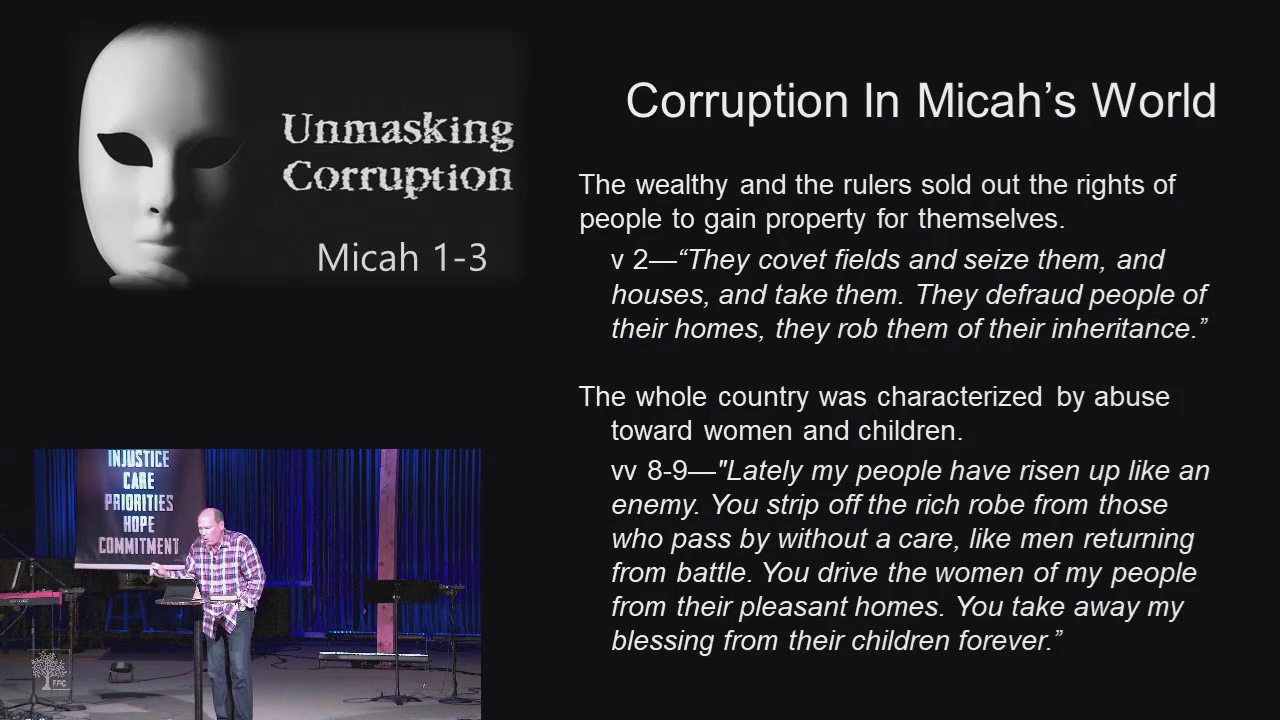 Unmasking
Corruption
Micah 1-3
Corruption In Micah’s World
The wealthy and the rulers sold out the rights of
people to gain property for themselves.
v 2—“They covet fields and seize them, and
houses, and take them. They defraud people of
their homes, they rob them of their inheritance.”
The whole country was characterized by abuse
toward women and children.
vv 8-9—"Lately my people have risen up like an
enemy. You strip off the rich robe from those
who pass by without a care, like men returning
from battle. You drive the women of my people
from their pleasant homes. You take away my
blessing from their children forever.”
INJUSTICE
CARE
PRIORITIES
HOPE
COMMITMENT
FFC